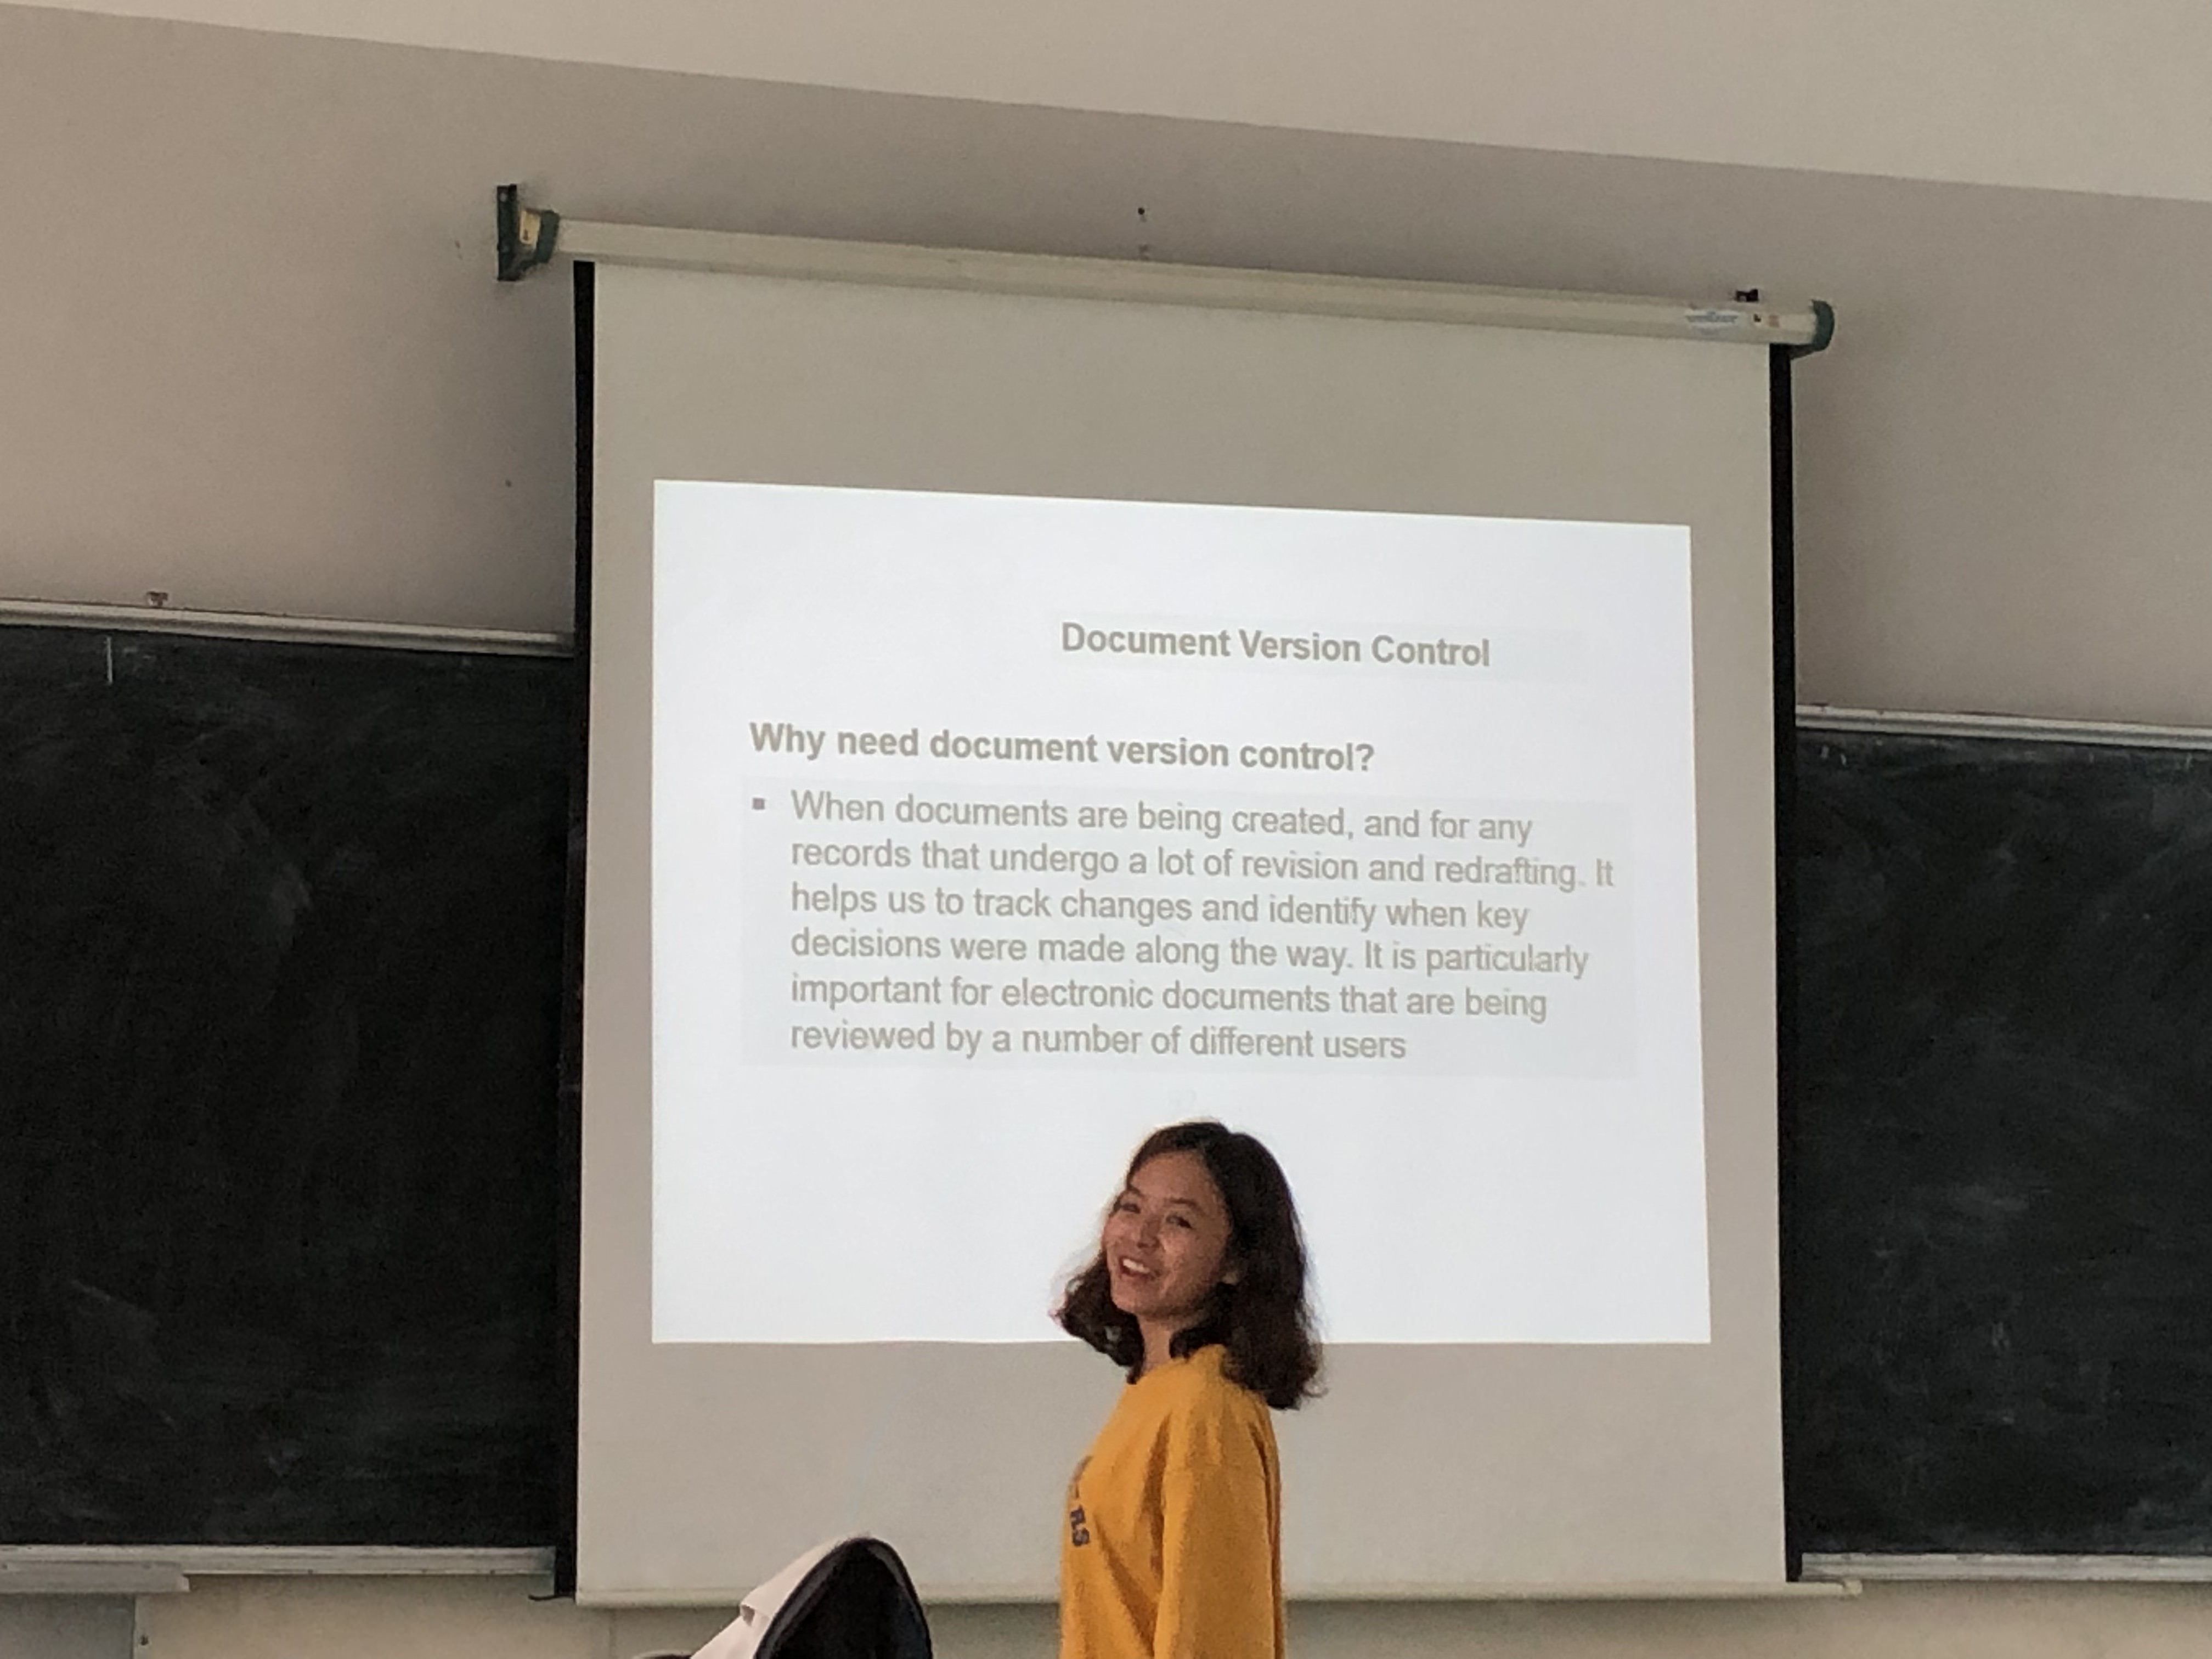 Document Version Control
Why need document version control?
▪ When documents are being created, and for any
records that undergo a lot of revision and redrafting. It
helps us to track changes and identify when key
decisions were made along the way. It is particularly
important for electronic documents that are being
reviewed by a number of different users